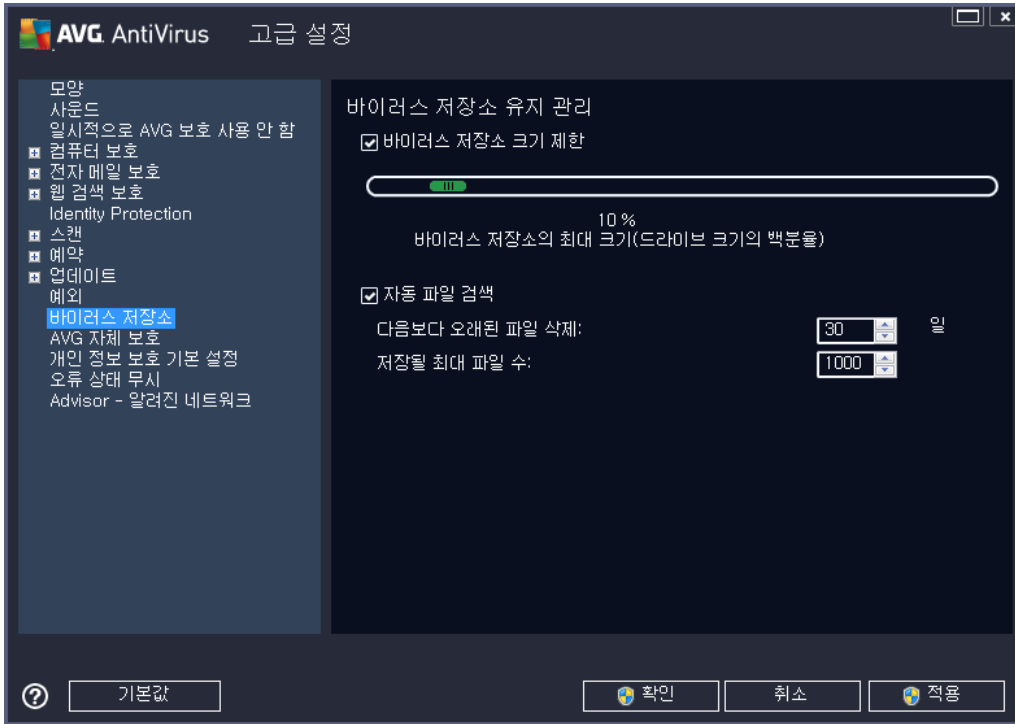 AVG. AntiVirus 고급 설정
모양
사운드
일시적으로 AVG 보호 사용 안 함
컴퓨터 보호
전자 메일 보호
웹 검색 보호
Identity Protection
스캔
예약
업데이트
예외
바이러스 저장소
AVG 자체 보호
개인 정보 보호 기본 설정
오류 상태 무시
Advisor - 알려진 네트워크
바이러스 저장소 유지 관리
바이러스 저장소 크기 제한
10 %
바이러스 저장소의 최대 크기(드라이브 크기의 백분율)
자동 파일 검색
다음보다 오래된 파일 삭제: 30 일
저장될 최대 파일 수: 1000
기본값 확인 취소 적용